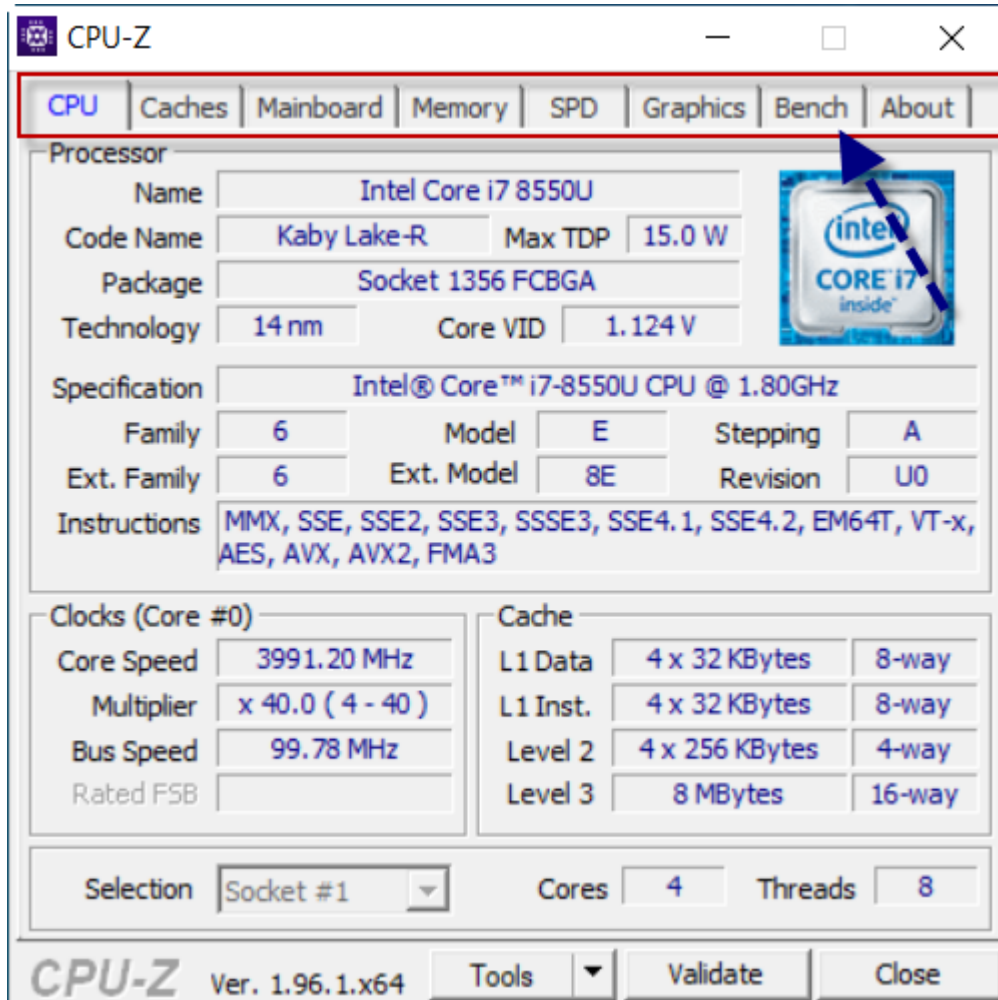 CPU-Z
CPU Caches Mainboard Memory SPD Graphics Bench About
Processor
Name Intel Core i7 8550U
Code Name Kaby Lake-R Max TDP 15.0 W
Package Socket 1356 FCBGA
Technology 14 nm Core VID 1.124 V
intel
CORE i7
inside™
Specification Intel® Core™ i7-8550U CPU @ 1.80GHz
Family 6 Model E Stepping A
Ext. Family 6 Ext. Model 8E Revision U0
Instructions MMX, SSE, SSE2, SSE3, SSSE3, SSE4.1, SSE4.2, EM64T, VT-x,
AES, AVX, AVX2, FMA3
Clocks (Core #0)
Core Speed 3991.20 MHz
Multiplier x 40.0 ( 4 - 40 )
Bus Speed 99.78 MHz
Rated FSB
Cache
L1 Data 4 x 32 KBytes 8-way
L1 Inst. 4 x 32 KBytes 8-way
Level 2 4 x 256 KBytes 4-way
Level 3 8 MBytes 16-way
Selection Socket #1 Cores 4 Threads 8
CPU-Z Ver. 1.96.1.x64 Tools Validate Close